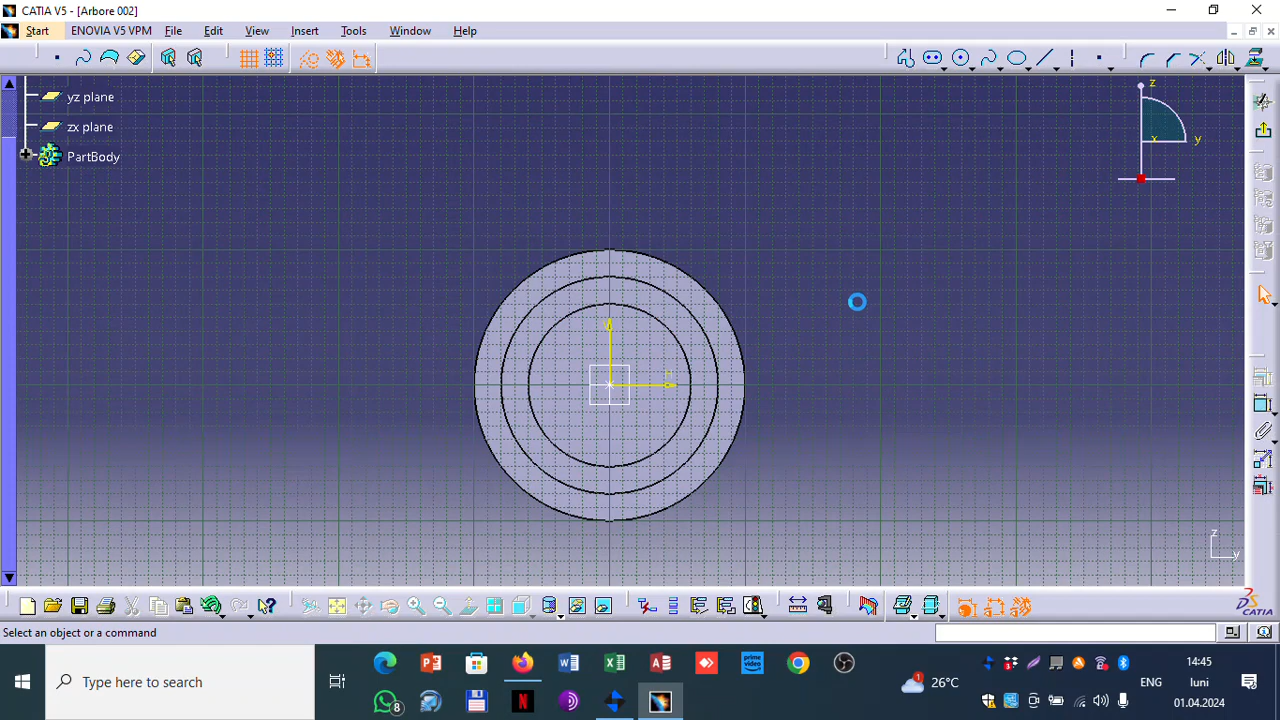 CATIA V5 - [Arbore 002]
Start ENOVIA V5 VPM File Edit Insert Tools Window Help View
z
yz plane
zx plane
x y
PartBody
V
H
z
y
CATIA
Select an object or a command
Type here to search
8
1
26°C
ENG
14:45
luni
01.04.2024